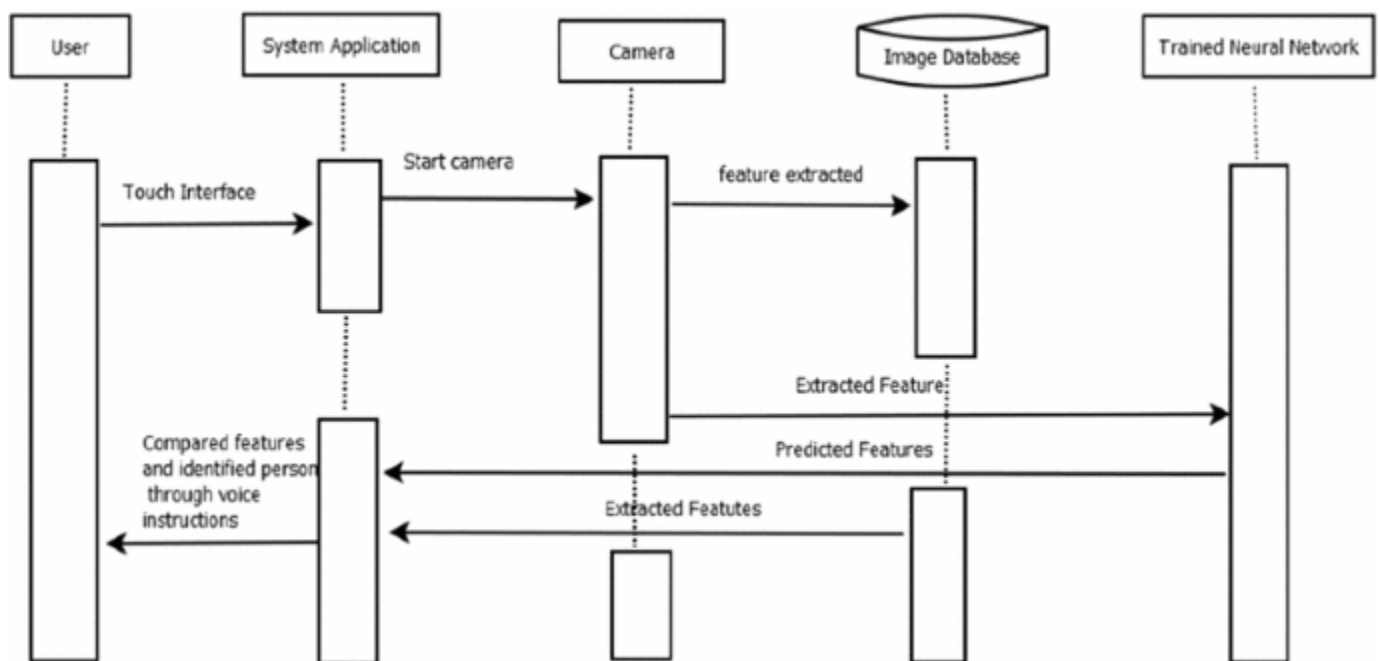 User
System Application
Camera
Image Database
Trained Neural Network
Touch Interface
Start camera
feature extracted
Extracted Feature
Predicted Features
Extracted Featutes
Compared features
and identified person
through voice
instructions